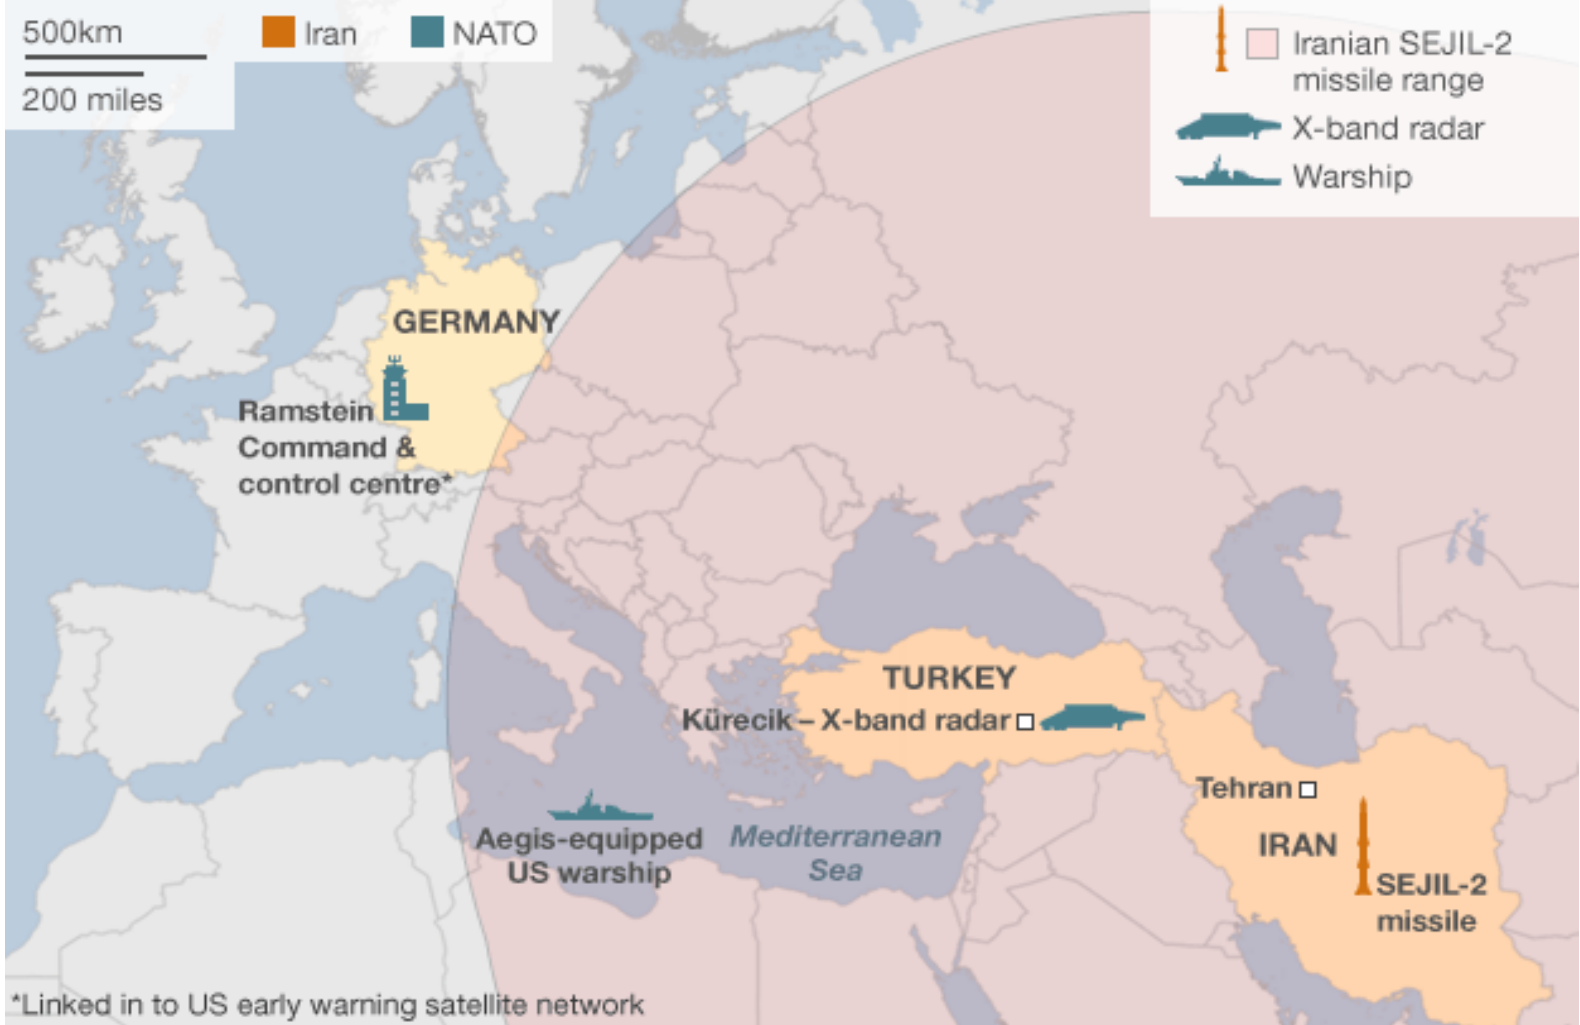 500km
200 miles
Iran
NATO
Iranian SEJIL-2
missile range
X-band radar
Warship
GERMANY
Ramstein
Command &
control centre*
TURKEY
Kürecik – X-band radar
Tehran
IRAN
SEJIL-2
missile
Aegis-equipped
US warship
Mediterranean
Sea
*Linked in to US early warning satellite network